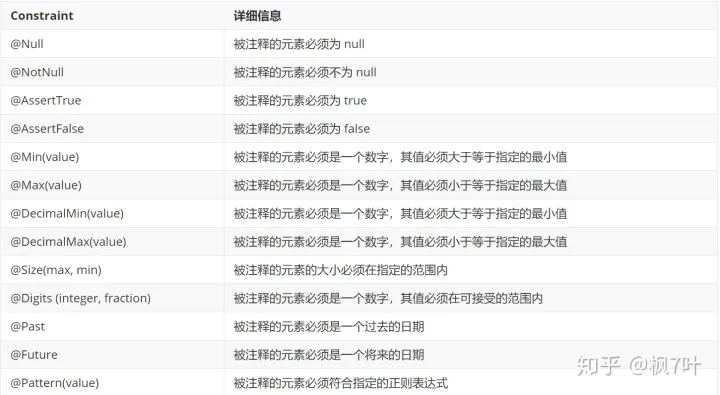 Constraint 详细信息
@Null 被注释的元素必须为 null
@NotNull 被注释的元素必须不为 null
@AssertTrue 被注释的元素必须为 true
@AssertFalse 被注释的元素必须为 false
@Min(value) 被注释的元素必须是一个数字，其值必须大于等于指定的最小值
@Max(value) 被注释的元素必须是一个数字，其值必须小于等于指定的最大值
@DecimalMin(value) 被注释的元素必须是一个数字，其值必须大于等于指定的最小值
@DecimalMax(value) 被注释的元素必须是一个数字，其值必须小于等于指定的最大值
@Size(max, min) 被注释的元素的大小必须在指定的范围内
@Digits (integer, fraction) 被注释的元素必须是一个数字，其值必须在可接受的范围内
@Past 被注释的元素必须是一个过去的日期
@Future 被注释的元素必须是一个将来的日期
@Pattern(value) 被注释的元素必须符合指定的正则表达式
知乎 @枫7叶